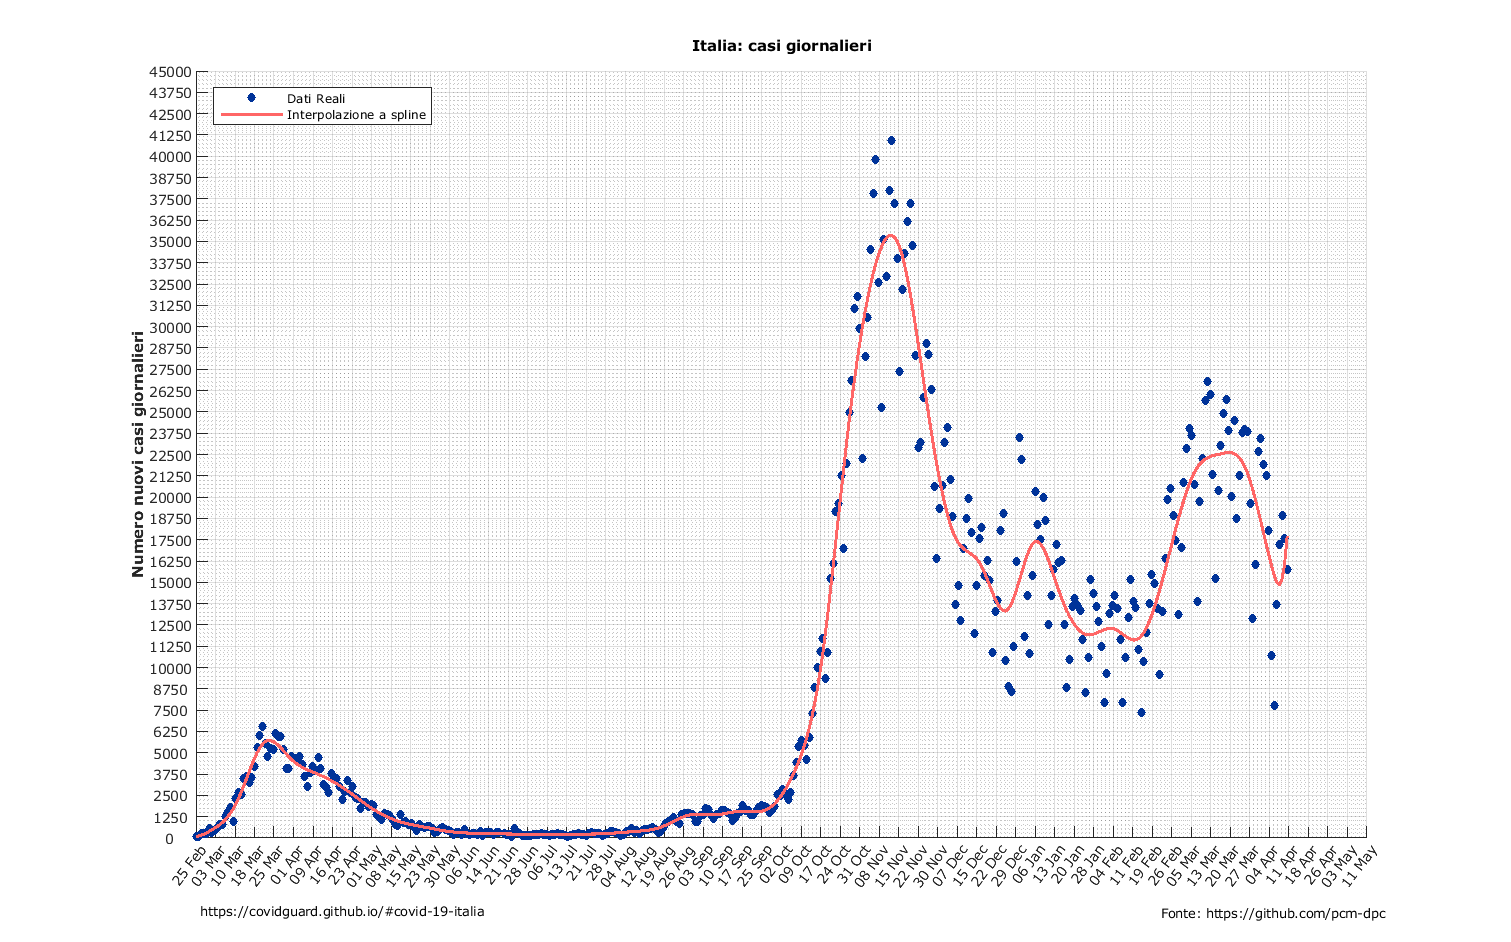 Italia: casi giornalieri
Dati Reali
Interpolazione a spline
Numero nuovi casi giornalieri
45000
43750
42500
41250
40000
38750
37500
36250
35000
33750
32500
31250
30000
28750
27500
26250
25000
23750
22500
21250
20000
18750
17500
16250
15000
13750
12500
11250
10000
8750
7500
6250
5000
3750
2500
1250
0
25 Feb
03 Mar
10 Mar
18 Mar
25 Mar
01 Apr
09 Apr
16 Apr
23 Apr
01 May
08 May
15 May
23 May
30 May
06 Jun
14 Jun
21 Jun
28 Jun
06 Jul
13 Jul
21 Jul
28 Jul
04 Aug
12 Aug
19 Aug
26 Aug
03 Sep
10 Sep
17 Sep
25 Sep
02 Oct
09 Oct
17 Oct
24 Oct
31 Oct
08 Nov
15 Nov
22 Nov
30 Nov
07 Dec
15 Dec
22 Dec
29 Dec
06 Jan
13 Jan
20 Jan
28 Jan
04 Feb
11 Feb
19 Feb
26 Feb
05 Mar
13 Mar
20 Mar
27 Mar
04 Apr
11 Apr
18 Apr
26 Apr
03 May
11 May
https://covidguard.github.io/#covid-19-italia
Fonte: https://github.com/pcm-dpc